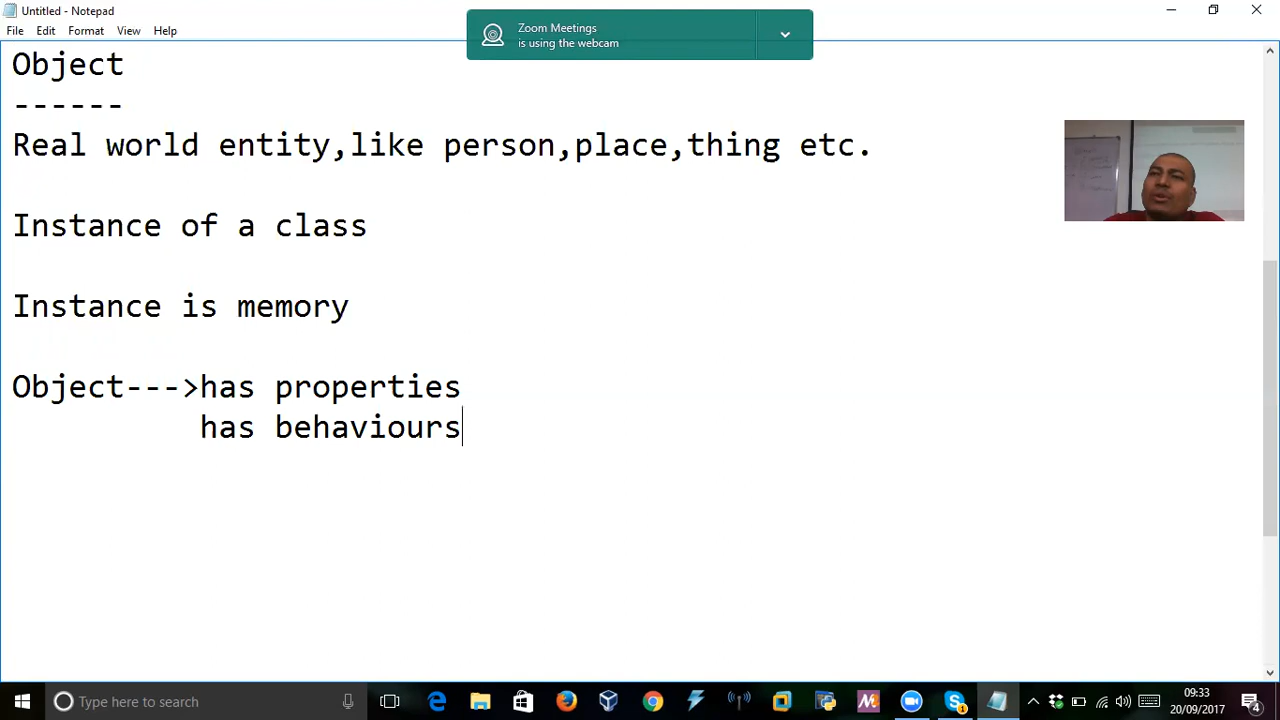 Untitled - Notepad
Zoom Meetings
is using the webcam
File Edit Format View Help
Object
------
Real world entity,like person,place,thing etc.
Instance of a class
Instance is memory
Object--->has properties
has behaviours
Type here to search
09:33
20/09/2017
4